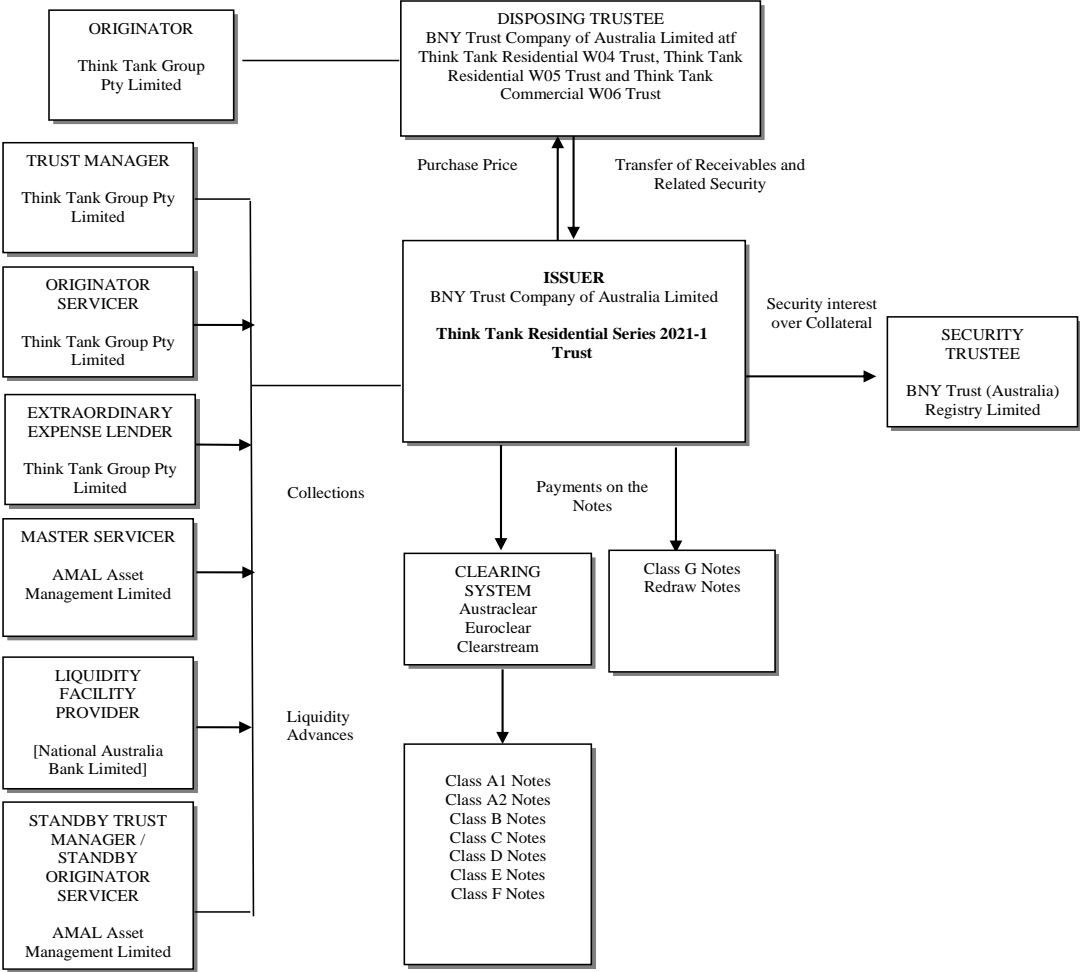 ORIGINATOR
Think Tank Group
Pty Limited
DISPOSING TRUSTEE
BNY Trust Company of Australia Limited atf
Think Tank Residential W04 Trust, Think Tank
Residential W05 Trust and Think Tank
Commercial W06 Trust
TRUST MANAGER
Think Tank Group Pty
Limited
Purchase Price
Transfer of Receivables and
Related Security
ORIGINATOR
SERVICER
Think Tank Group Pty
Limited
ISSUER
BNY Trust Company of Australia Limited
Think Tank Residential Series 2021-1
Trust
Security interest
over Collateral
SECURITY
TRUSTEE
BNY Trust (Australia)
Registry Limited
EXTRAORDINARY
EXPENSE LENDER
Think Tank Group Pty
Limited
Collections
Payments on the
Notes
MASTER SERVICER
AMAL Asset
Management Limited
CLEARING
SYSTEM
Austraclear
Euroclear
Clearstream
Class G Notes
Redraw Notes
LIQUIDITY
FACILITY
PROVIDER
[National Australia
Bank Limited]
Liquidity
Advances
Class A1 Notes
Class A2 Notes
Class B Notes
Class C Notes
Class D Notes
Class E Notes
Class F Notes
STANDBY TRUST
MANAGER /
STANDBY
ORIGINATOR
SERVICER
AMAL Asset
Management Limited